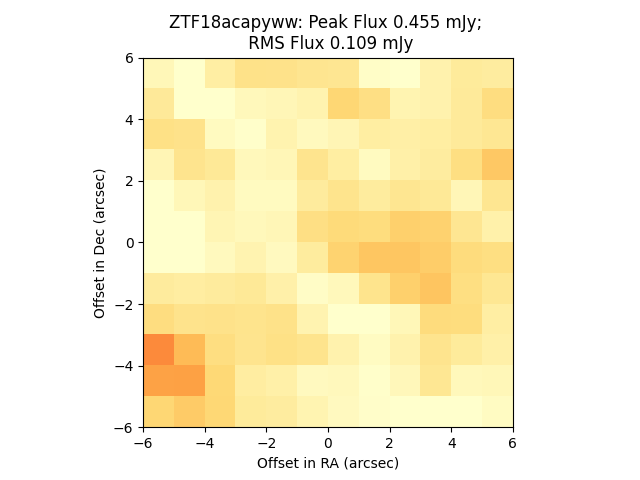 ZTF18acapyww: Peak Flux 0.455 mJy;
RMS Flux 0.109 mJy
6
4
2
0
−2
−4
−6
Offset in Dec (arcsec)
−6 −4 −2 0 2 4 6
Offset in RA (arcsec)